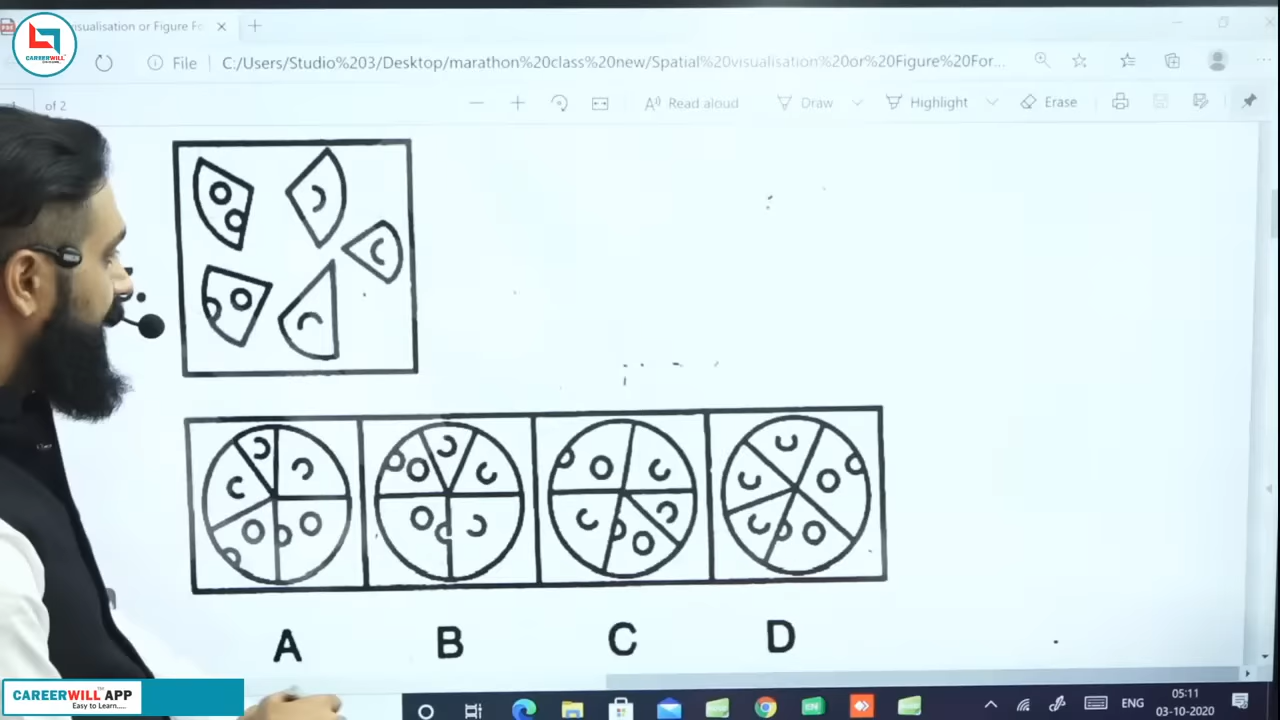 isualisation or Figure Fo
CAREERWILL
File
C:/Users/Studio%203/Desktop/marathon%20class%20new/Spatial%20Visualisation%20or%20Figure%20For...
of 2
Read aloud
Draw
Highlight
Erase
A B C D
CAREERWILL APP
Easy to Learn.....
ENG
05:11
03-10-2020